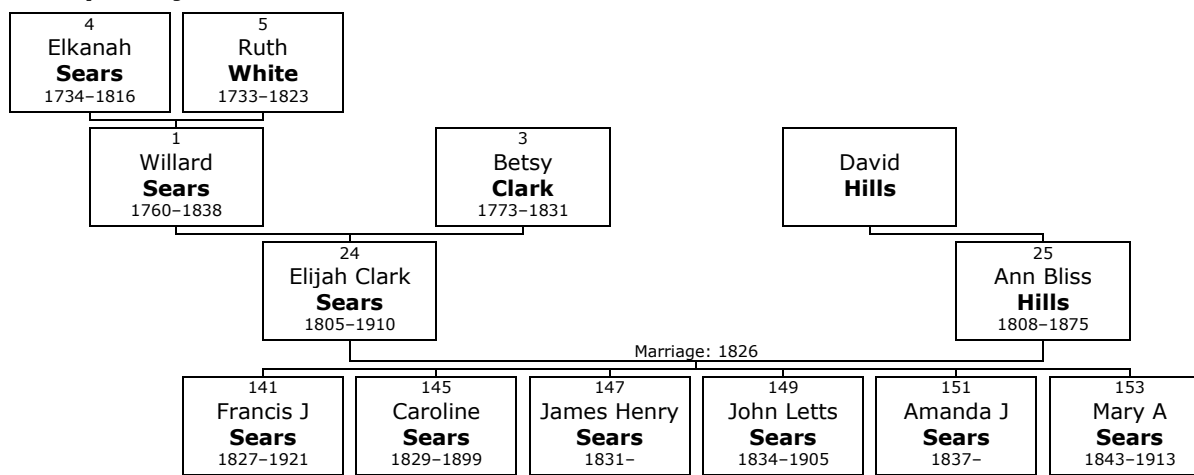 4
Elkanah
Sears
1734–1816
5
Ruth
White
1733–1823
1
Willard
Sears
1760–1838
3
Betsy
Clark
1773–1831
David
Hills
24
Elijah Clark
Sears
1805–1910
25
Ann Bliss
Hills
1808–1875
Marriage: 1826
141
Francis J
Sears
1827–1921
145
Caroline
Sears
1829–1899
147
James Henry
Sears
1831–
149
John Letts
Sears
1834–1905
151
Amanda J
Sears
1837–
153
Mary A
Sears
1843–1913